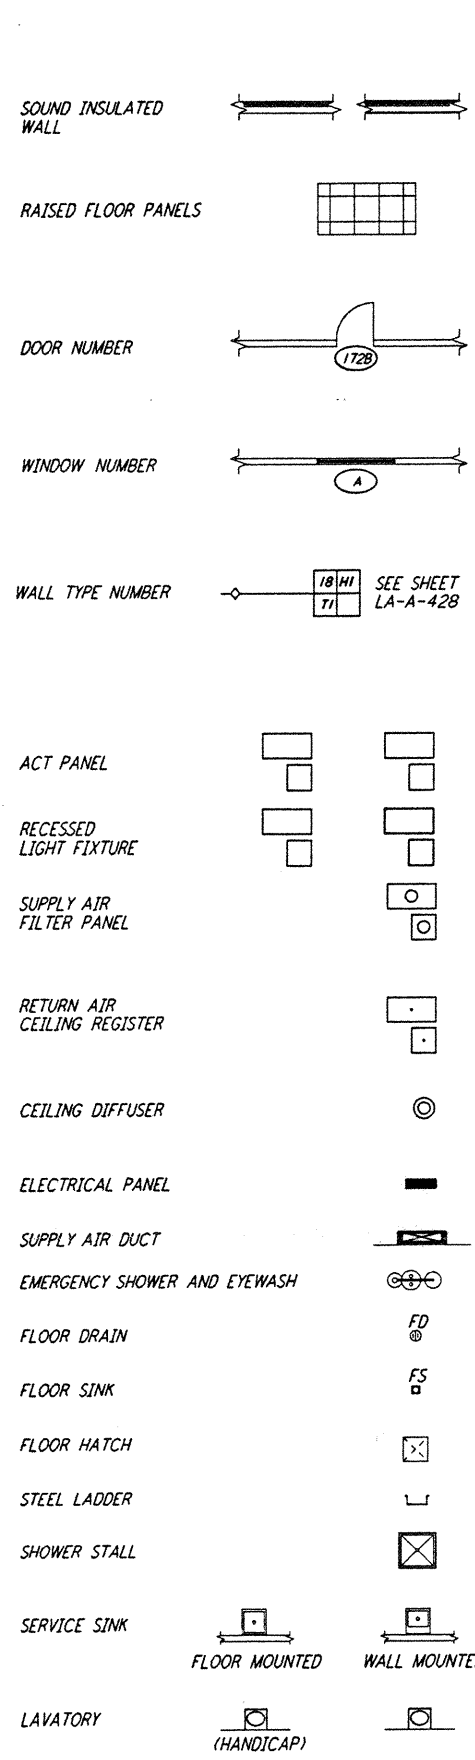 SOUND INSULATED
WALL
RAISED FLOOR PANELS
DOOR NUMBER
172B
WINDOW NUMBER
A
WALL TYPE NUMBER
18 H1
T1
SEE SHEET
LA-A-428
ACT PANEL
RECESSED
LIGHT FIXTURE
SUPPLY AIR
FILTER PANEL
RETURN AIR
CEILING REGISTER
CEILING DIFFUSER
ELECTRICAL PANEL
SUPPLY AIR DUCT
EMERGENCY SHOWER AND EYEWASH
FLOOR DRAIN
FD
FLOOR SINK
FS
FLOOR HATCH
STEEL LADDER
SHOWER STALL
SERVICE SINK
FLOOR MOUNTED WALL MOUNTE
LAVATORY
(HANDICAP)